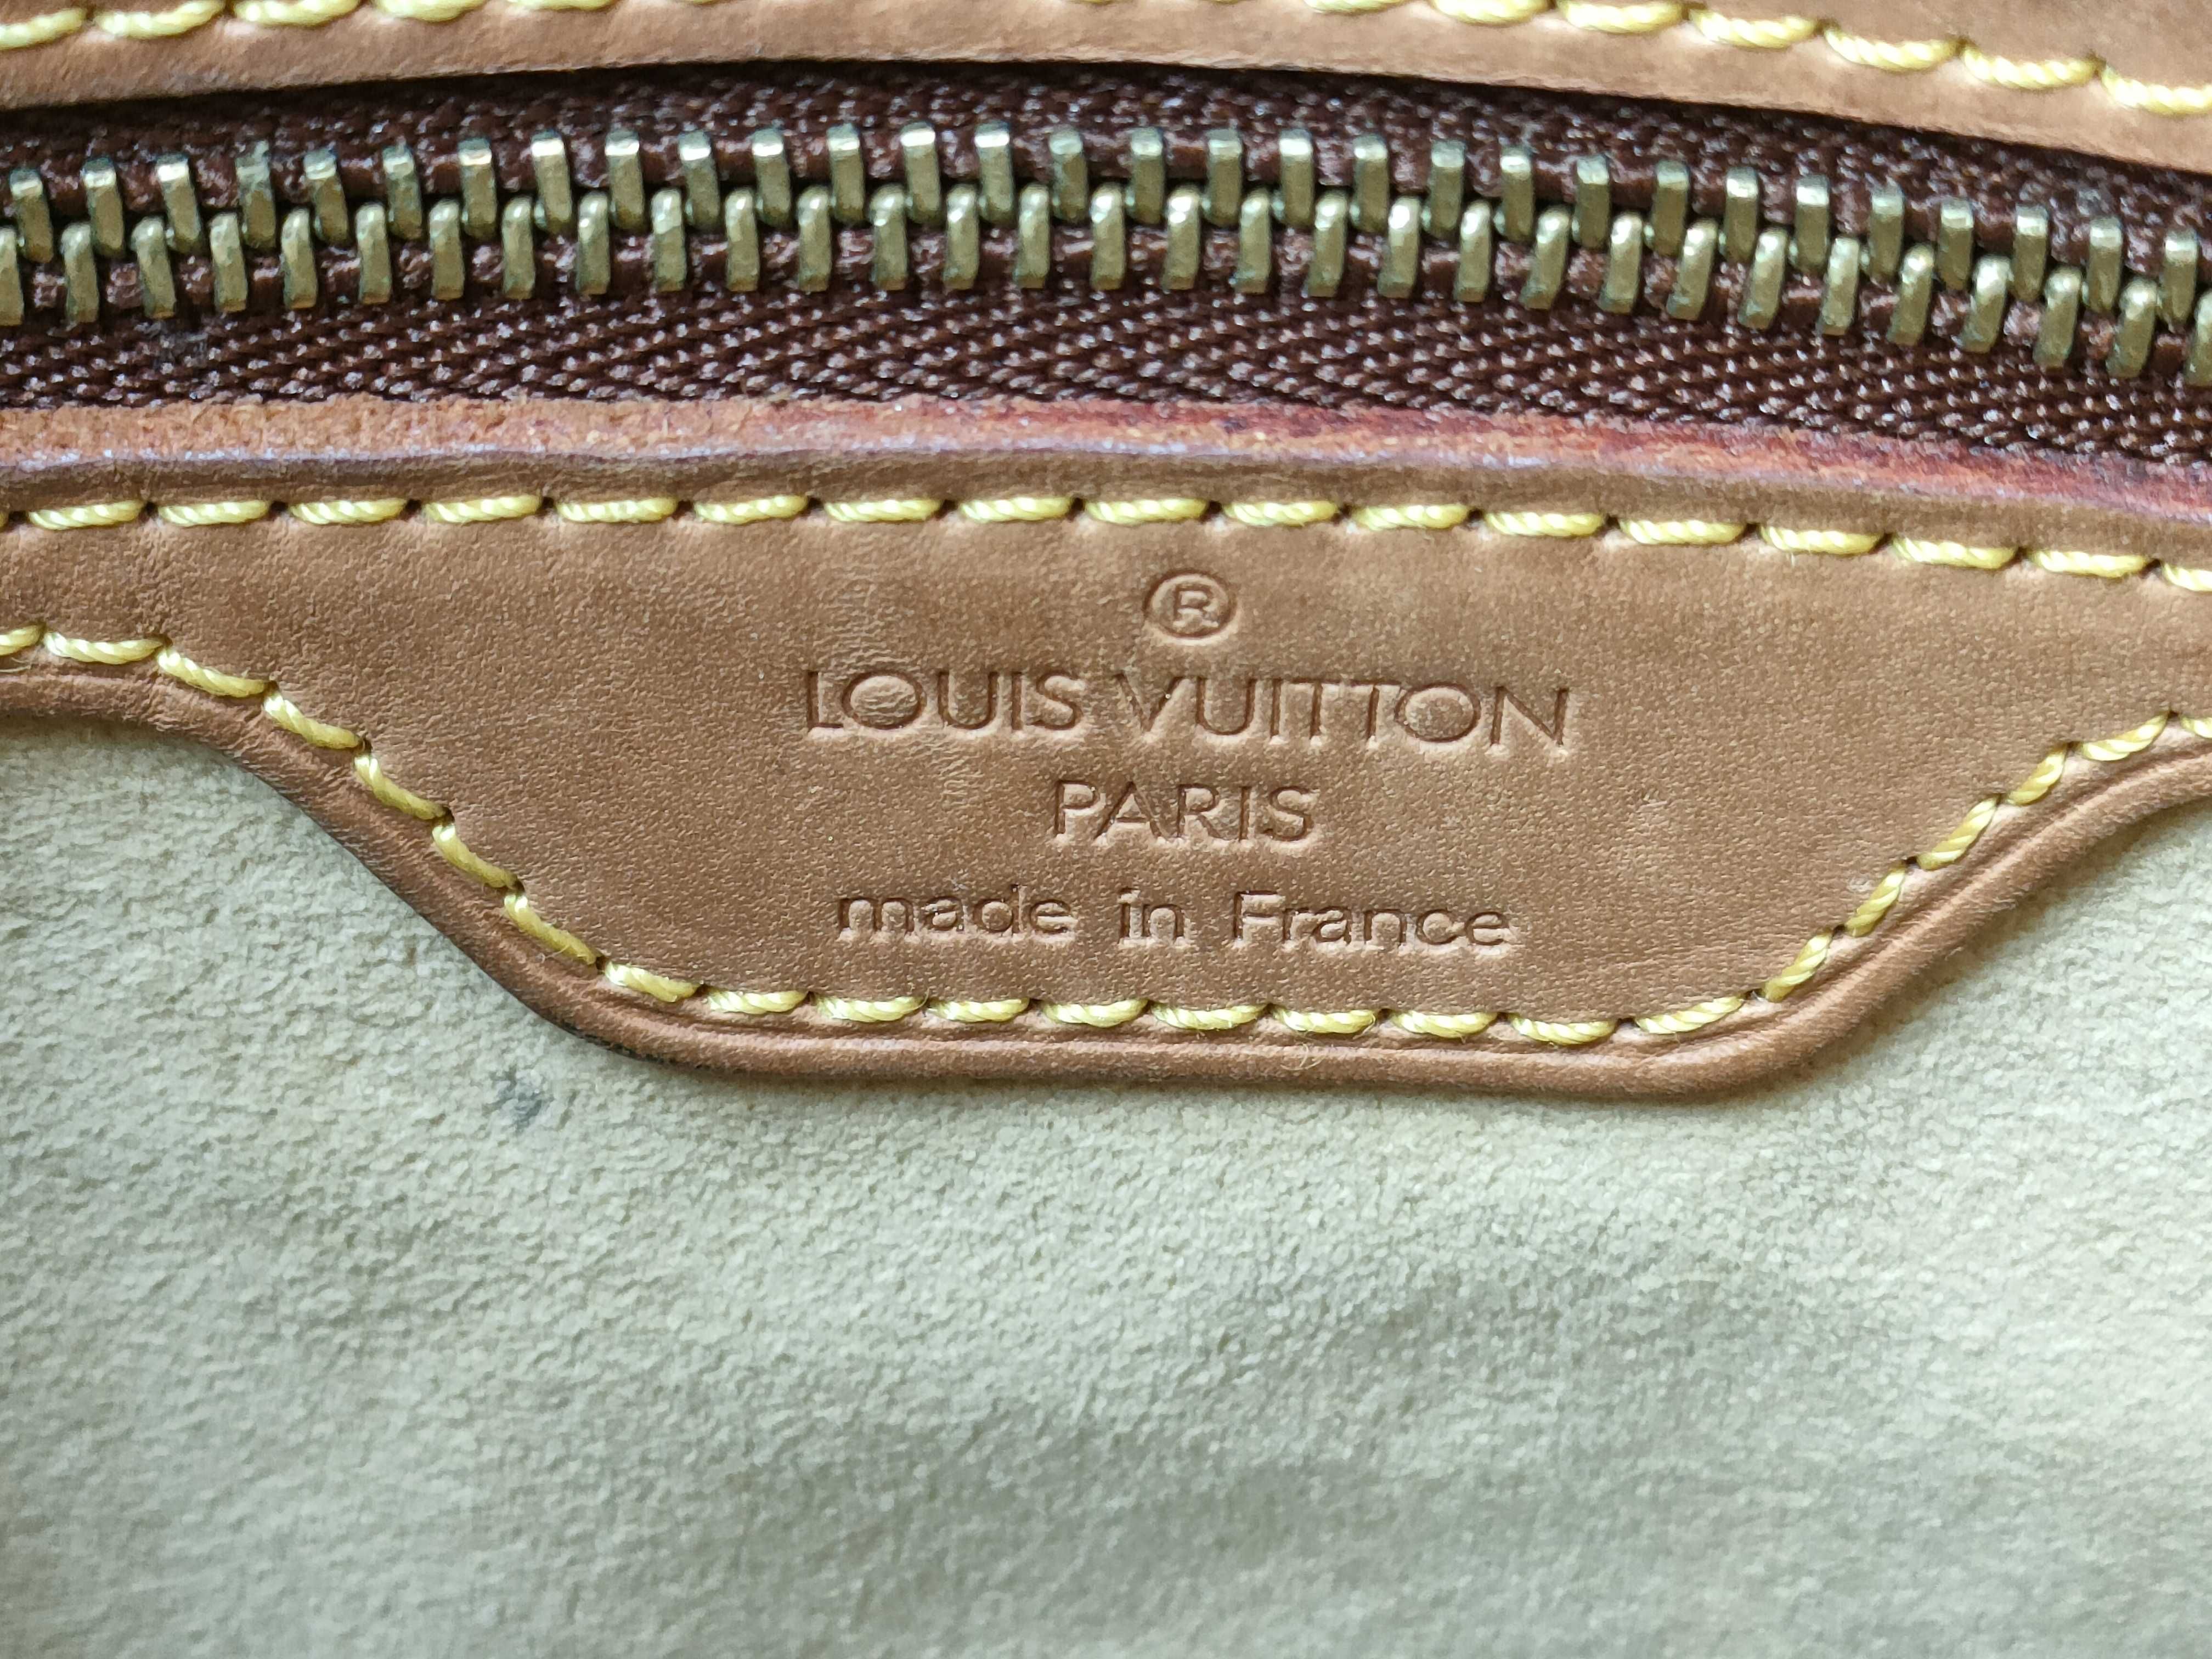 ®
LOUIS VUITTON
PARIS
made in France